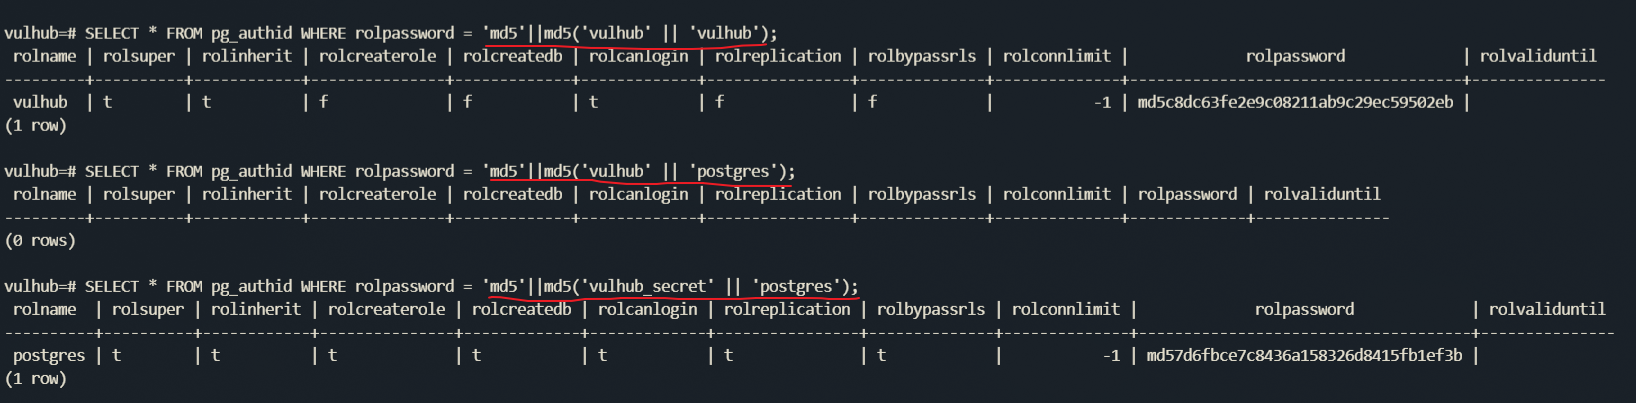 vulhub=# SELECT * FROM pg_authid WHERE rolpassword = 'md5'||md5('vulhub' || 'vulhub');
 rolname | rolsuper | rolinherit | rolcreaterole | rolcreatedb | rolcanlogin | rolreplication | rolbypassrls | rolconnlimit |             rolpassword             | rolvaliduntil
---------+----------+------------+---------------+-------------+-------------+----------------+--------------+--------------+-------------------------------------+---------------
 vulhub  | t        | t          | f             | f           | t           | f              | f            |           -1 | md5c8dc63fe2e9c08211ab9c29ec59502eb |
(1 row)
vulhub=# SELECT * FROM pg_authid WHERE rolpassword = 'md5'||md5('vulhub' || 'postgres');
 rolname | rolsuper | rolinherit | rolcreaterole | rolcreatedb | rolcanlogin | rolreplication | rolbypassrls | rolconnlimit | rolpassword | rolvaliduntil
---------+----------+------------+---------------+-------------+-------------+----------------+--------------+--------------+-------------+---------------
(0 rows)
vulhub=# SELECT * FROM pg_authid WHERE rolpassword = 'md5'||md5('vulhub_secret' || 'postgres');
 rolname  | rolsuper | rolinherit | rolcreaterole | rolcreatedb | rolcanlogin | rolreplication | rolbypassrls | rolconnlimit |             rolpassword             | rolvaliduntil
----------+----------+------------+---------------+-------------+-------------+----------------+--------------+--------------+-------------------------------------+---------------
 postgres | t        | t          | t             | t           | t           | t              | t            |           -1 | md57d6fbce7c8436a158326d8415fb1ef3b |
(1 row)